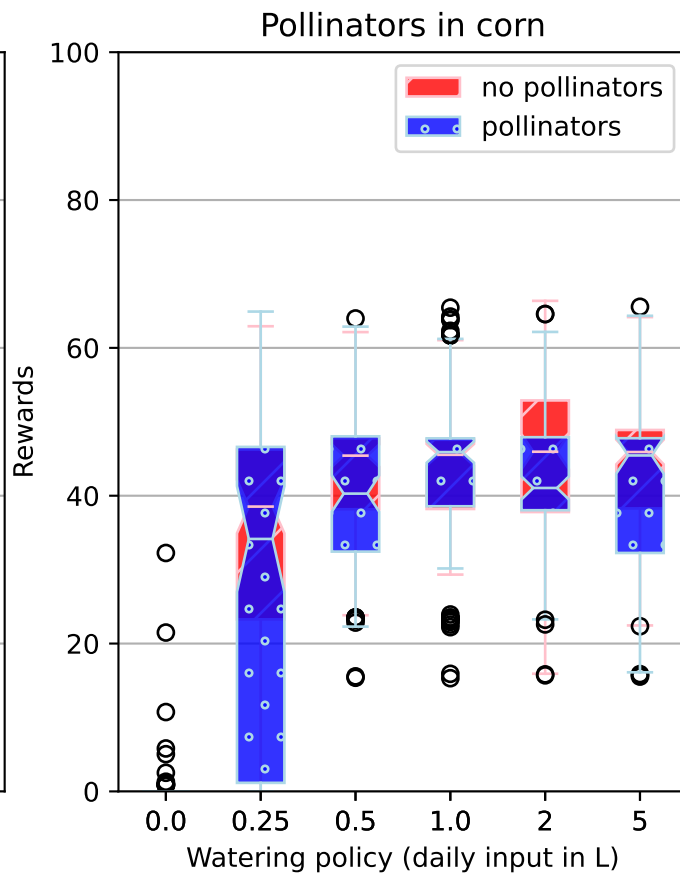 Pollinators in corn
100
80
60
40
20
0
Rewards
no pollinators
pollinators
0.0 0.25 0.5 1.0 2 5
Watering policy (daily input in L)